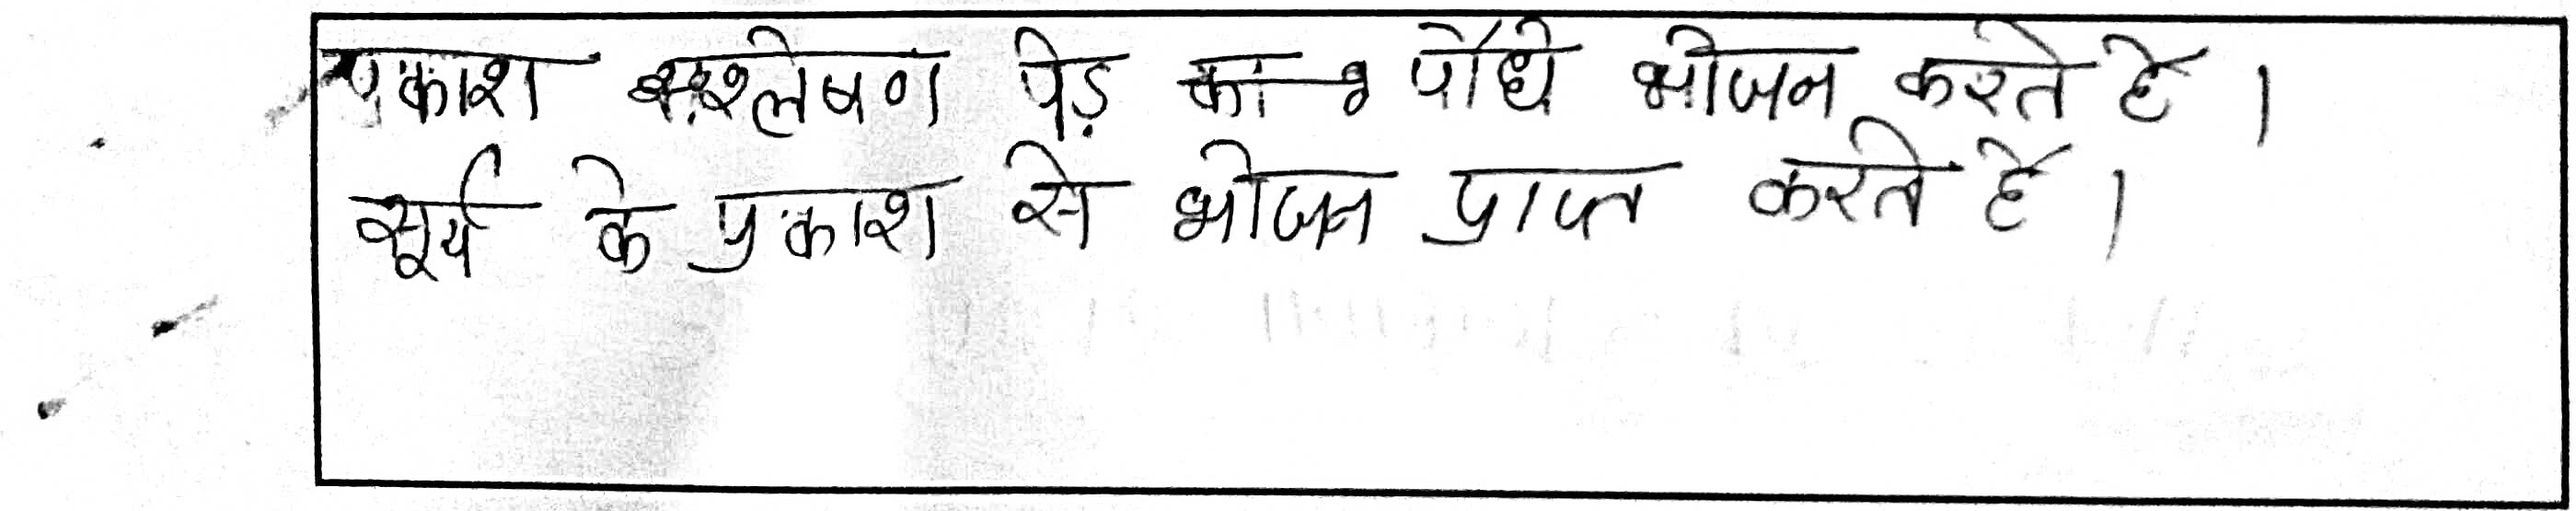 प्रकाश स्ंश्लेषण पेड़ पौधे भोजन करते है ।
सूर्य के प्रकाश से भोजन प्राप्त करते हैं ।